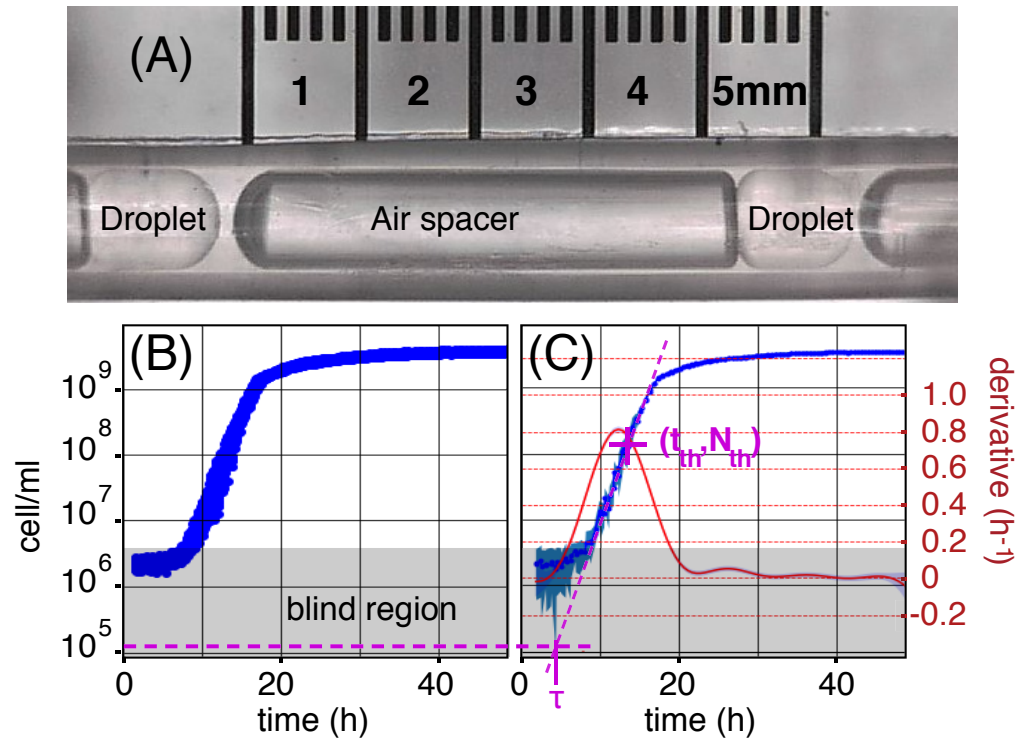 (A)
1 2 3 4 5mm
Droplet Air spacer Droplet
(B)
cell/ml
10⁹
10⁸
10⁷
10⁶
10⁵
blind region
0 20 40
time (h)
(C)
(t_th,N_th)
derivative (h-¹)
1.0
0.8
0.6
0.4
0.2
0
-0.2
τ
0 20 40
time (h)